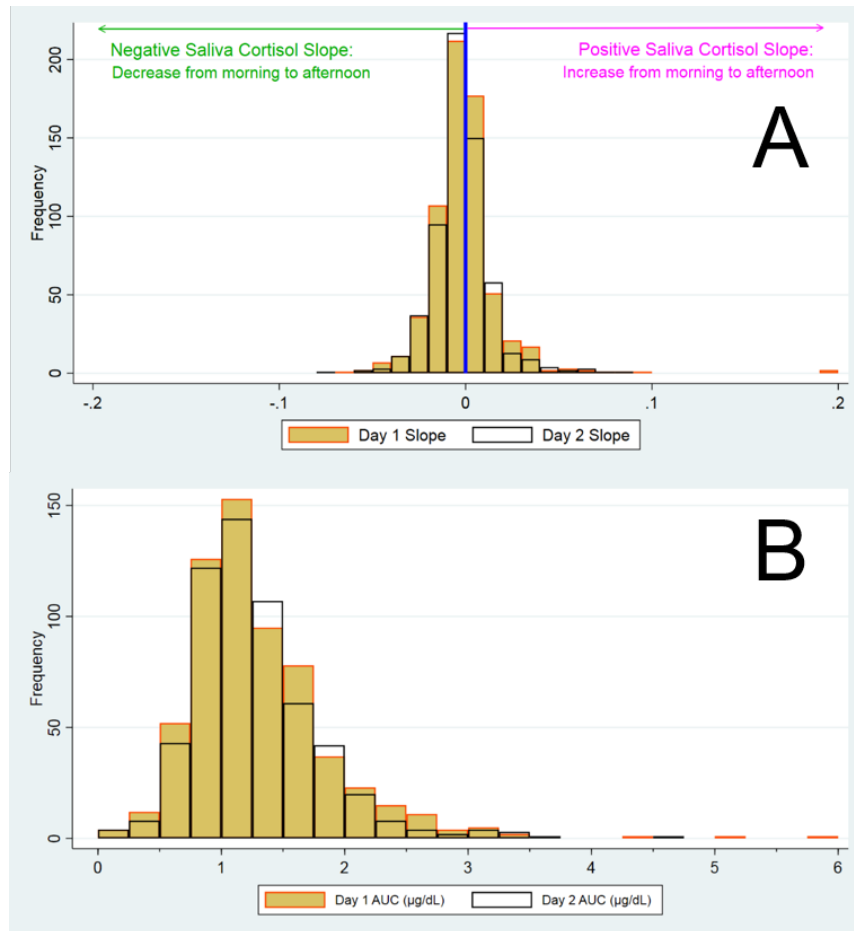 Negative Saliva Cortisol Slope:
Decrease from morning to afternoon
Positive Saliva Cortisol Slope:
Increase from morning to afternoon
A
Frequency
200
150
100
50
0
-.2
-.1
0
.1
.2
Day 1 Slope
Day 2 Slope
B
Frequency
150
100
50
0
0
1
2
3
4
5
6
Day 1 AUC (µg/dL)
Day 2 AUC (µg/dL)